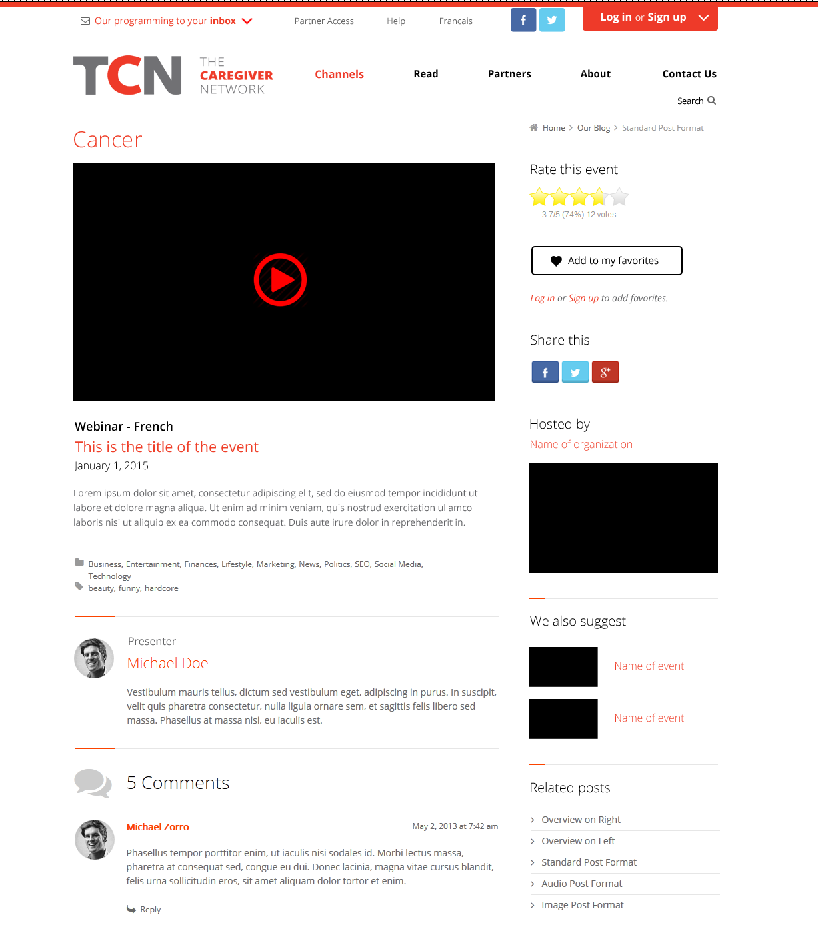 Our programming to your inbox
Partner Access
Help
Français
Log in or Sign up
TCN THE CAREGIVER NETWORK
Channels
Read
Partners
About
Contact Us
Search
Home > Our Blog > Standard Post Format
Cancer
Webinar - French
This is the title of the event
January 1, 2015
Lorem ipsum dolor sit amet, consectetur adipiscing elit, sed do eiusmod tempor incididunt ut
labore et dolore magna aliqua. Ut enim ad minim veniam, quis nostrud exercitation ullamco
laboris nisi ut aliquip ex ea commodo consequat. Duis aute irure dolor in reprehenderit in.
Business, Entertainment, Finances, Lifestyle, Marketing, News, Politics, SEO, Social Media,
Technology
beauty, funny, hardcore
Presenter
Michael Doe
Vestibulum mauris tellus, dictum sed vestibulum eget, adipiscing in purus. In suscipit,
velit quis pharetra consectetur, nulla ligula ornare sem, et sagittis felis libero sed
massa. Phasellus at massa nisi, eu iaculis est.
5 Comments
Michael Zorro
May 2, 2013 at 7:42 am
Phasellus tempor porttitor enim, ut iaculis nisi sodales id. Morbi lectus massa,
pharetra at consequat sed, congue eu dui. Donec lacinia, magna vitae cursus blandit,
felis urna sollicitudin eros, sit amet aliquam dolor tortor et enim.
Reply
Rate this event
3.7/5 (74%) 12 votes
Add to my favorites
Log in or Sign up to add favorites.
Share this
Hosted by
Name of organization
We also suggest
Name of event
Name of event
Related posts
> Overview on Right
> Overview on Left
> Standard Post Format
> Audio Post Format
> Image Post Format